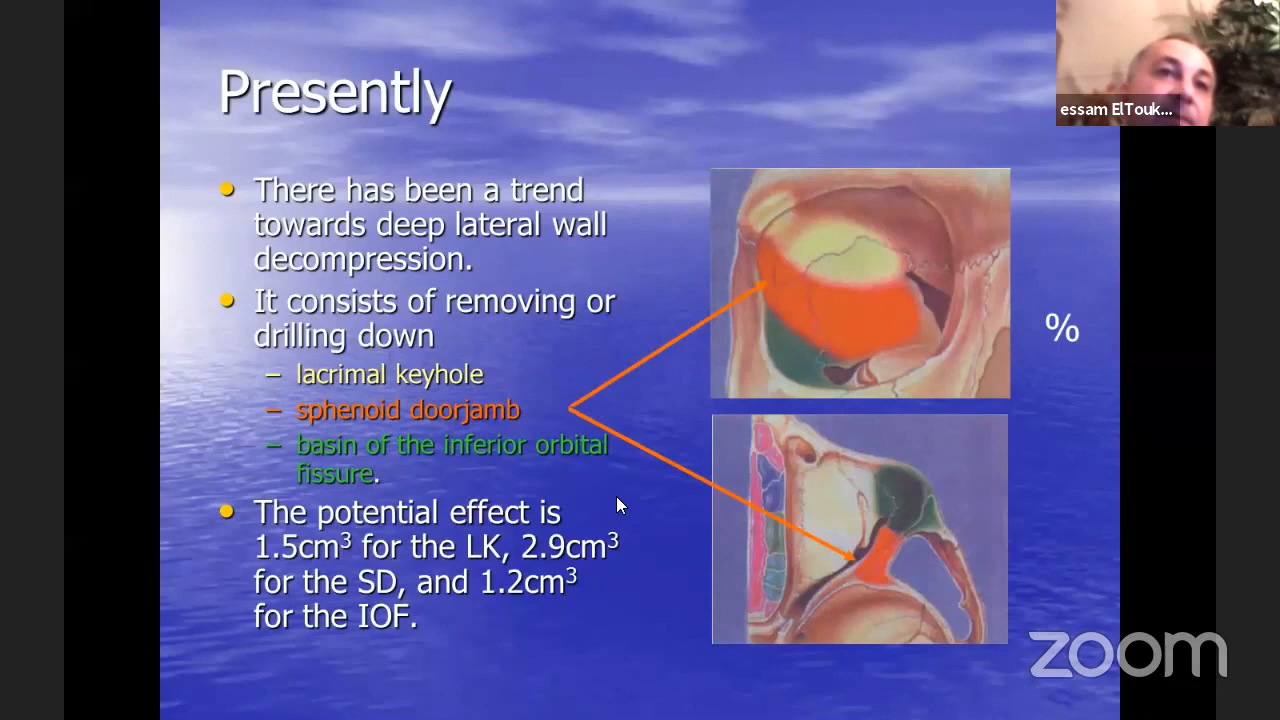 essam ElTouk...
Presently
• There has been a trend
towards deep lateral wall
decompression.
• It consists of removing or
drilling down
– lacrimal keyhole
– sphenoid doorjamb
– basin of the inferior orbital
fissure.
• The potential effect is
1.5cm³ for the LK, 2.9cm³
for the SD, and 1.2cm³
for the IOF.
%
zoom